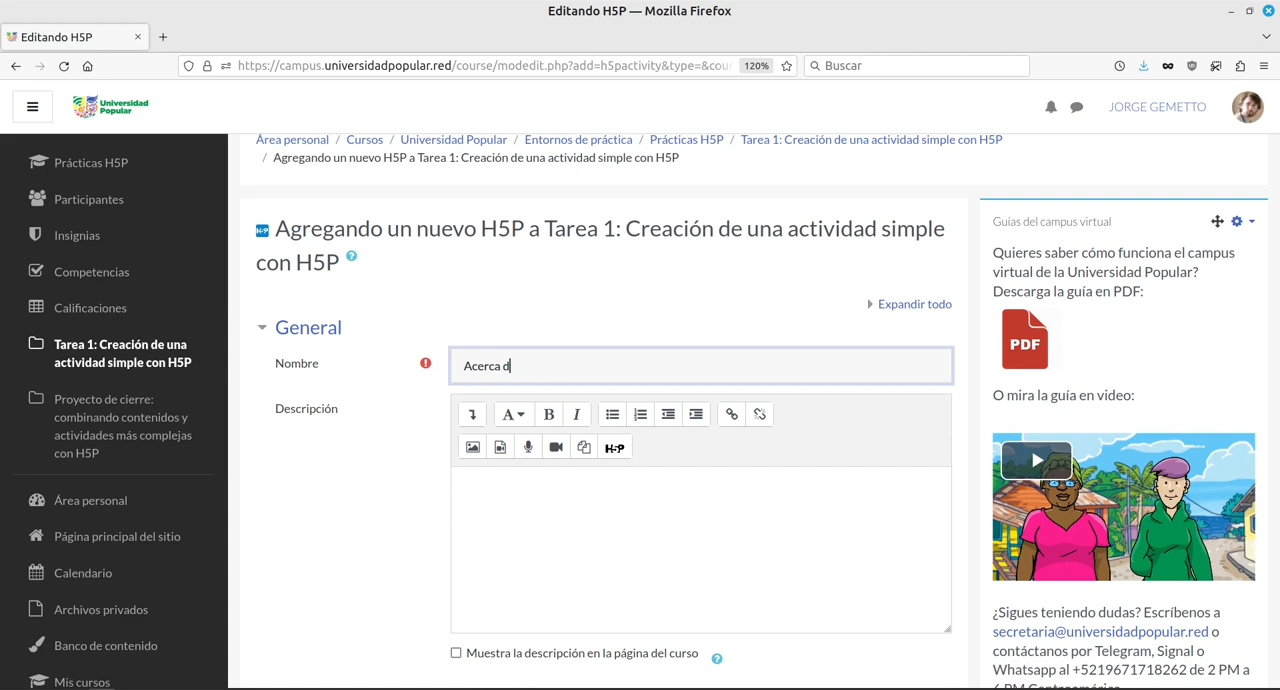 Editando H5P — Mozilla Firefox
Editando H5P
https://campus.universidadpopular.red/course/modedit.php?add=h5pactivity&type=&cou
120%
Buscar
Universidad
Popular
JORGE GEMETTO
Área personal / Cursos / Universidad Popular / Entornos de práctica / Prácticas H5P / Tarea 1: Creación de una actividad simple con H5P
/ Agregando un nuevo H5P a Tarea 1: Creación de una actividad simple con H5P
Prácticas H5P
Participantes
Insignias
Competencias
Calificaciones
Tarea 1: Creación de una
actividad simple con H5P
Proyecto de cierre:
combinando contenidos y
actividades más complejas
con H5P
Área personal
Página principal del sitio
Calendario
Archivos privados
Banco de contenido
Mis cursos
H-P Agregando un nuevo H5P a Tarea 1: Creación de una actividad simple
con H5P
Expandir todo
General
Nombre
Acerca d
Descripción
A B I
H5P
Muestra la descripción en la página del curso
Guías del campus virtual
Quieres saber cómo funciona el campus
virtual de la Universidad Popular?
Descarga la guía en PDF:
PDF
O mira la guía en video:
¿Sigues teniendo dudas? Escríbenos a
secretaria@universidadpopular.red o
contáctanos por Telegram, Signal o
Whatsapp al +5219671718262 de 2 PM a